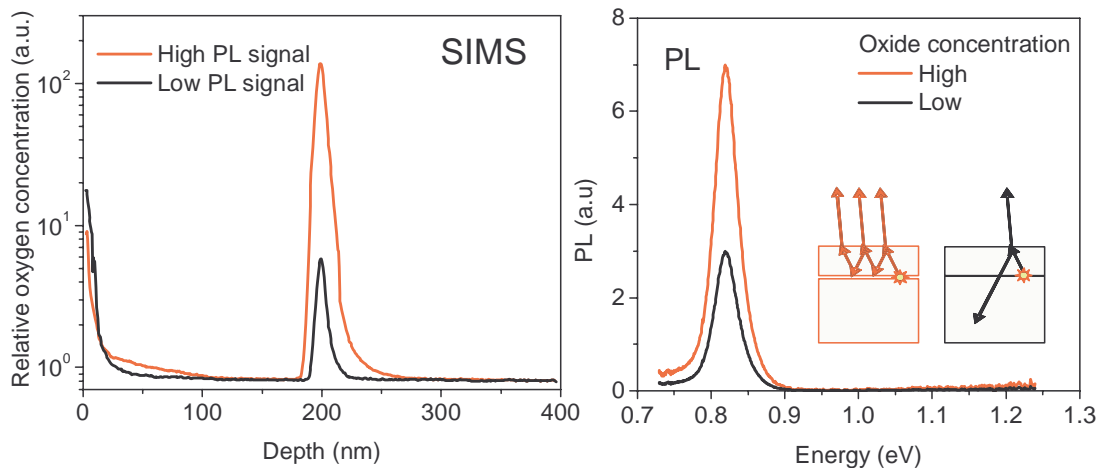 Relative oxygen concentration (a.u.)
10²
10¹
10⁰
High PL signal
Low PL signal
SIMS
0
100
200
300
400
Depth (nm)
PL (a.u)
8
6
4
2
0
PL
Oxide concentration
High
Low
0.7
0.8
0.9
1.0
1.1
1.2
1.3
Energy (eV)